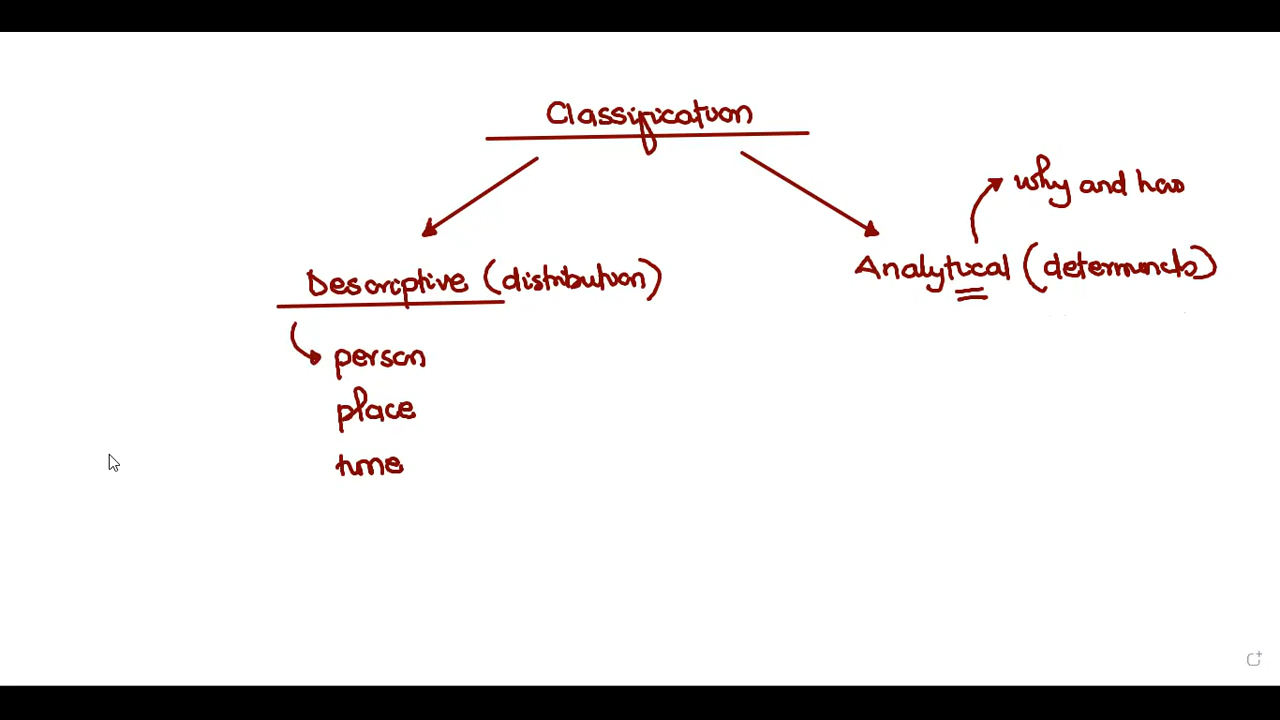 Classification
why and how
Descriptive (distribution)
Analytical (determinants)
person
place
time